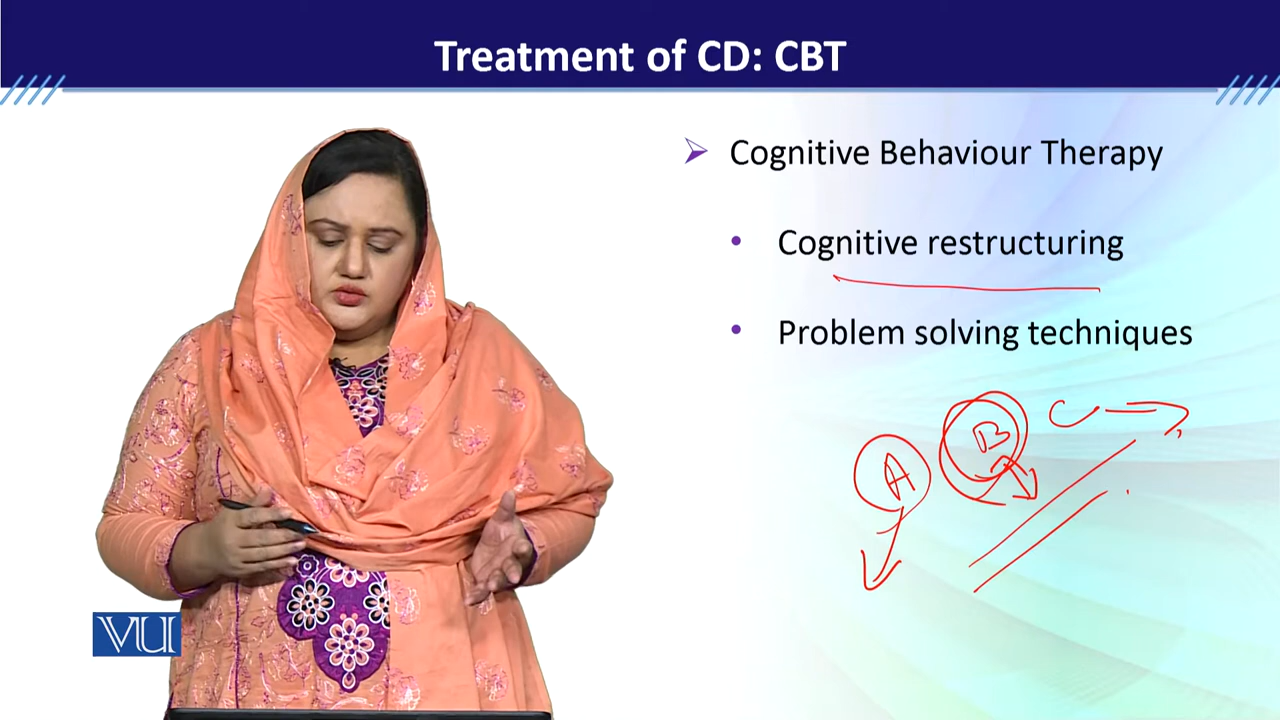 Treatment of CD: CBT
Cognitive Behaviour Therapy
Cognitive restructuring
Problem solving techniques
A B C
VU